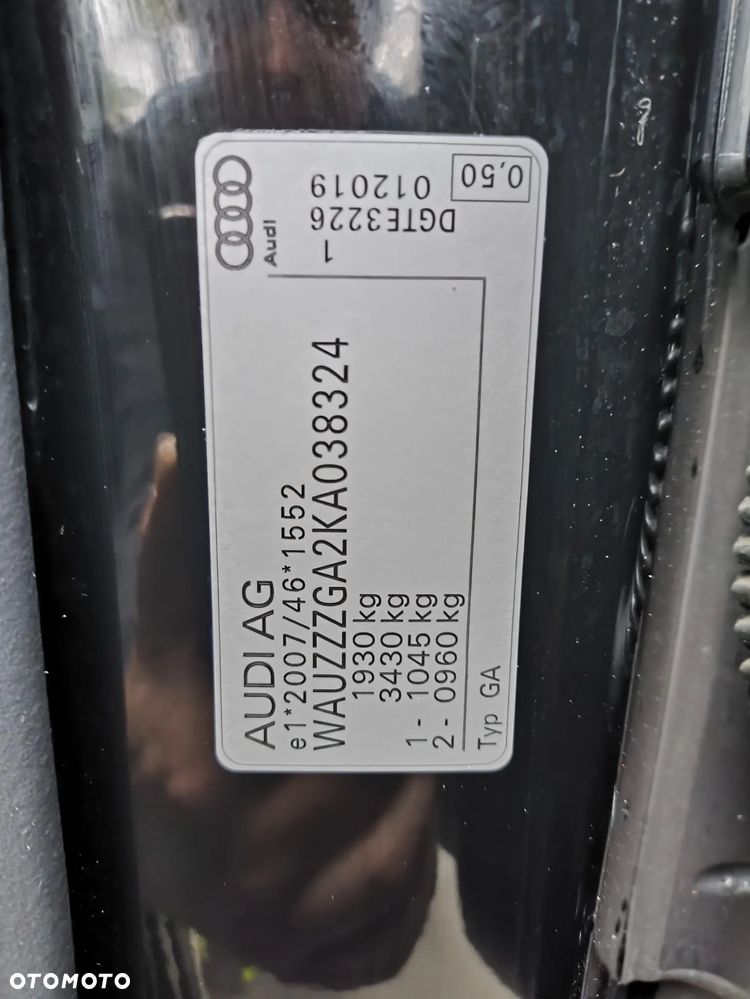 AUDI AG
e1*2007/46*1552
WAUZZZGA2KA038324
1930 kg
3430 kg
1 - 1045 kg
2 - 0960 kg
Typ GA
Audi
1
DGTE3226
012019
0,50
OTOMOTO